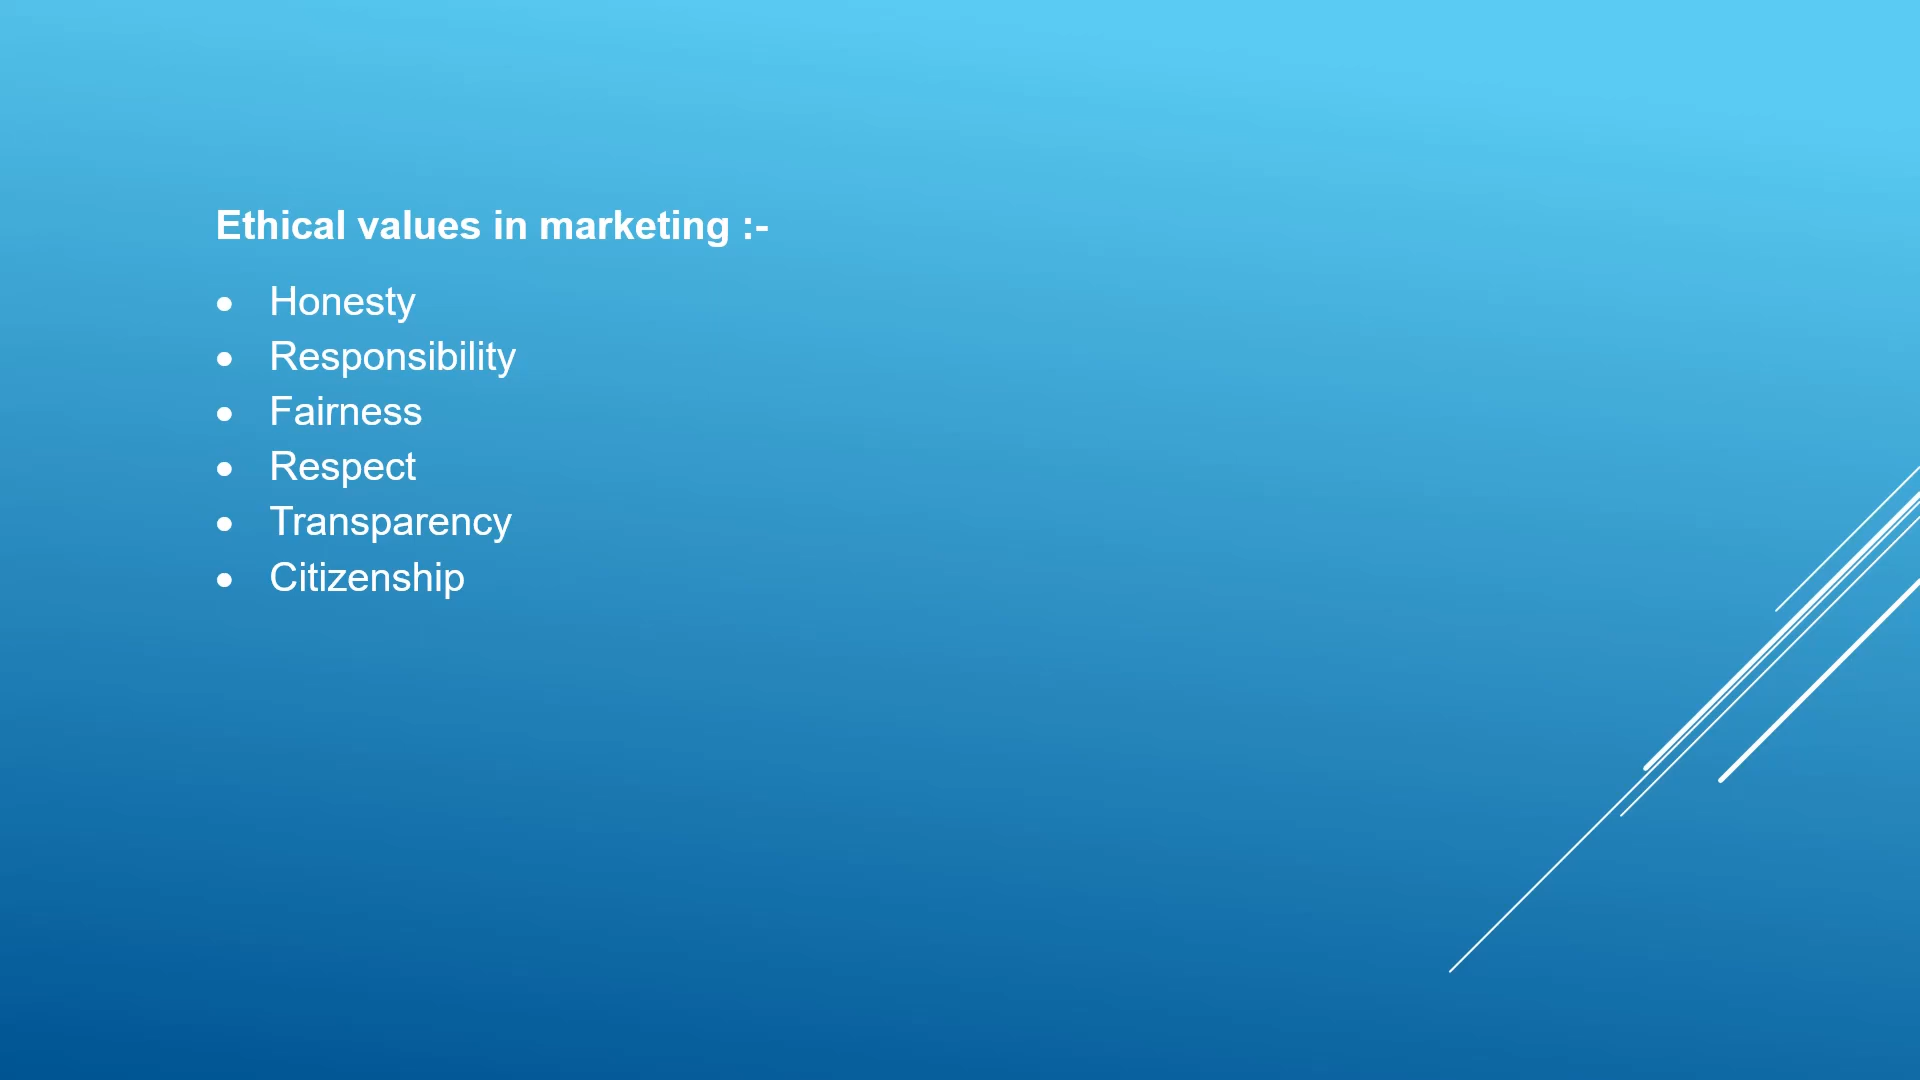 Ethical values in marketing :-
● Honesty
● Responsibility
● Fairness
● Respect
● Transparency
● Citizenship